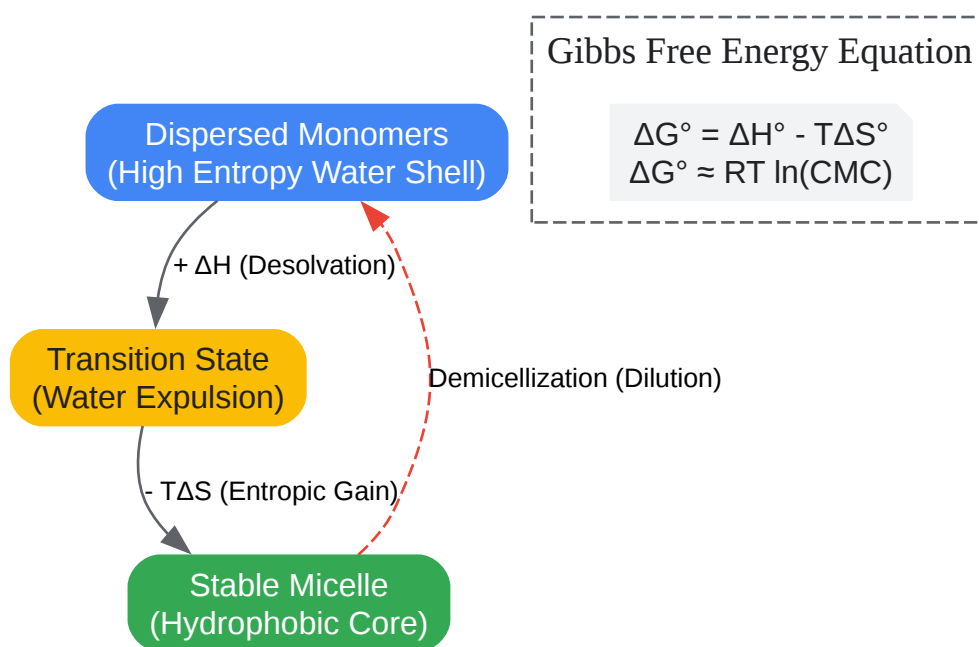 Gibbs Free Energy Equation
ΔG° = ΔH° - TΔS°
ΔG° ≈ RT ln(CMC)
Dispersed Monomers
(High Entropy Water Shell)
+ ΔH (Desolvation)
Transition State
(Water Expulsion)
Demicellization (Dilution)
- TΔS (Entropic Gain)
Stable Micelle
(Hydrophobic Core)